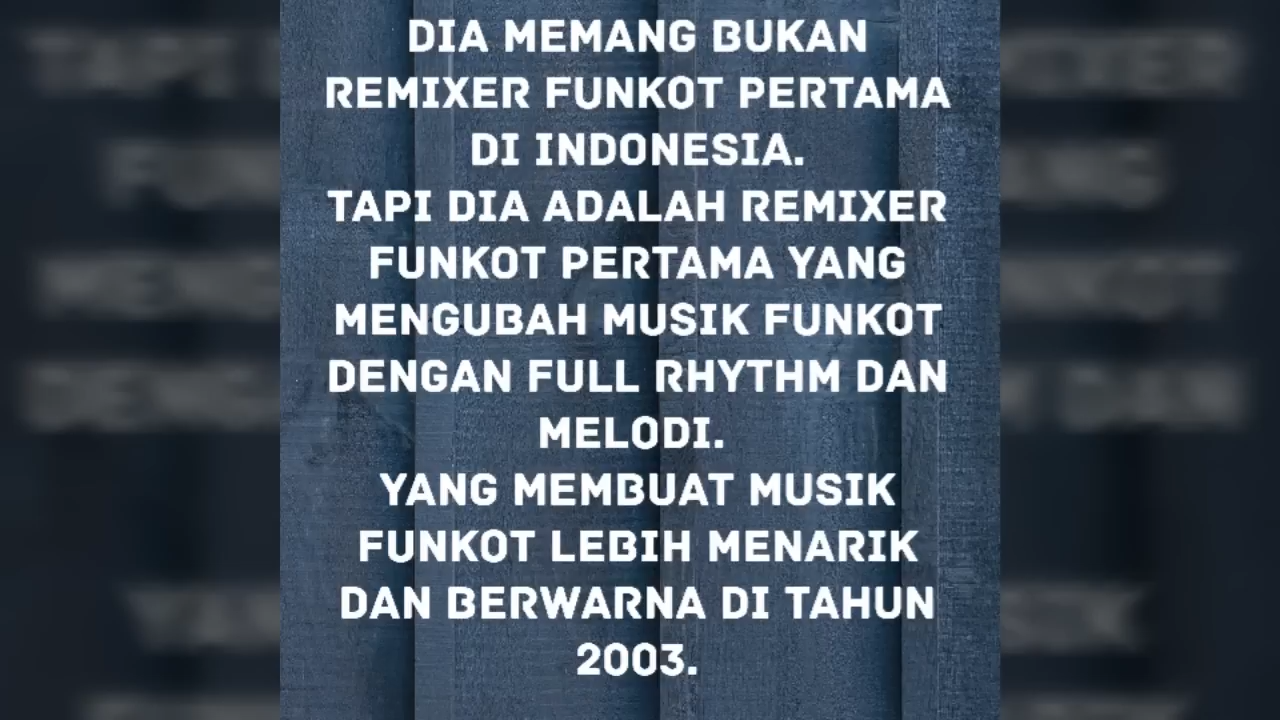 DIA MEMANG BUKAN
REMIXER FUNKOT PERTAMA
DI INDONESIA.
TAPI DIA ADALAH REMIXER
FUNKOT PERTAMA YANG
MENGUBAH MUSIK FUNKOT
DENGAN FULL RHYTHM DAN
MELODI.
YANG MEMBUAT MUSIK
FUNKOT LEBIH MENARIK
DAN BERWARNA DI TAHUN
2003.